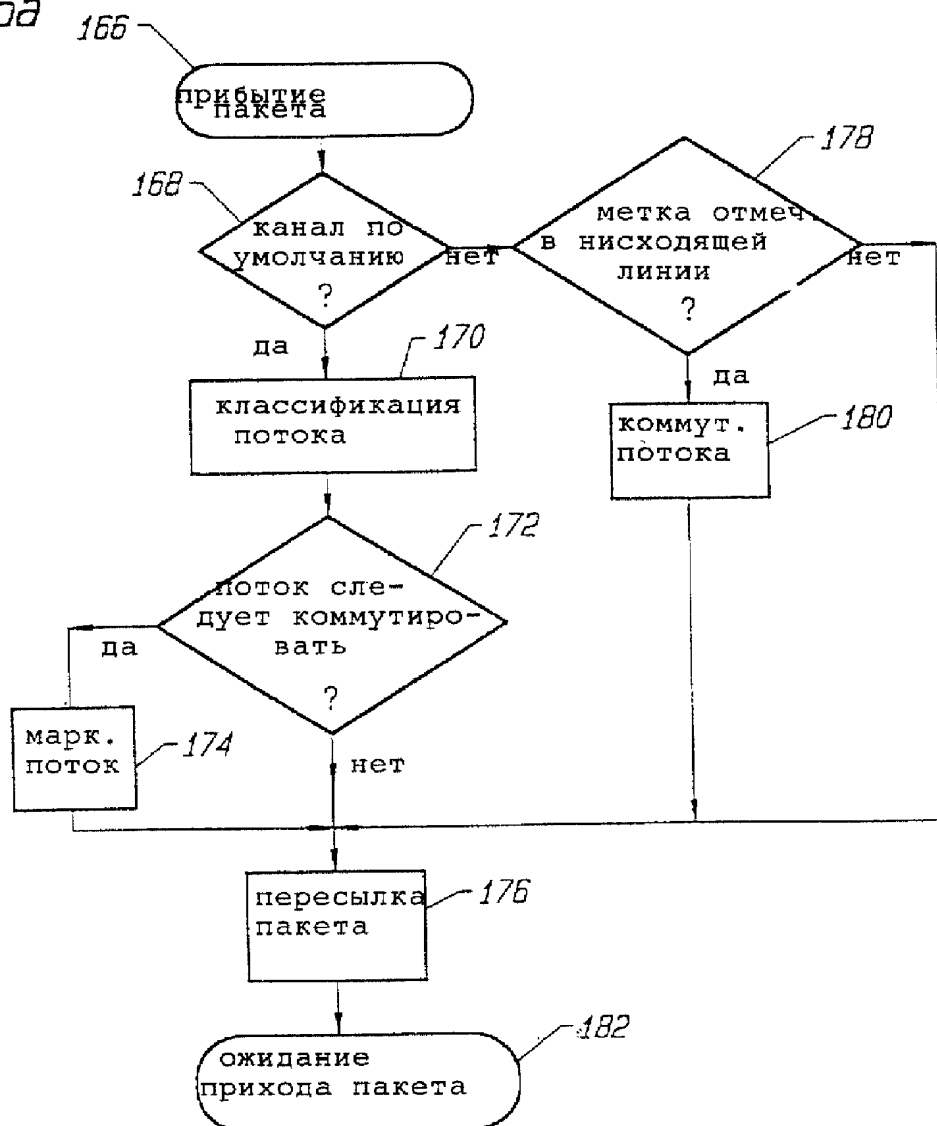 166
прибытие
пакета
168
канал по
умолчанию
?
нет
да
178
метка отмеч.
в нисходящей
линии
?
нет
да
170
классификация
потока
коммут.
потока
180
172
поток сле-
дует коммутиро-
вать
?
да
нет
марк.
поток
174
пересылка
пакета
176
182
ожидание
прихода пакета